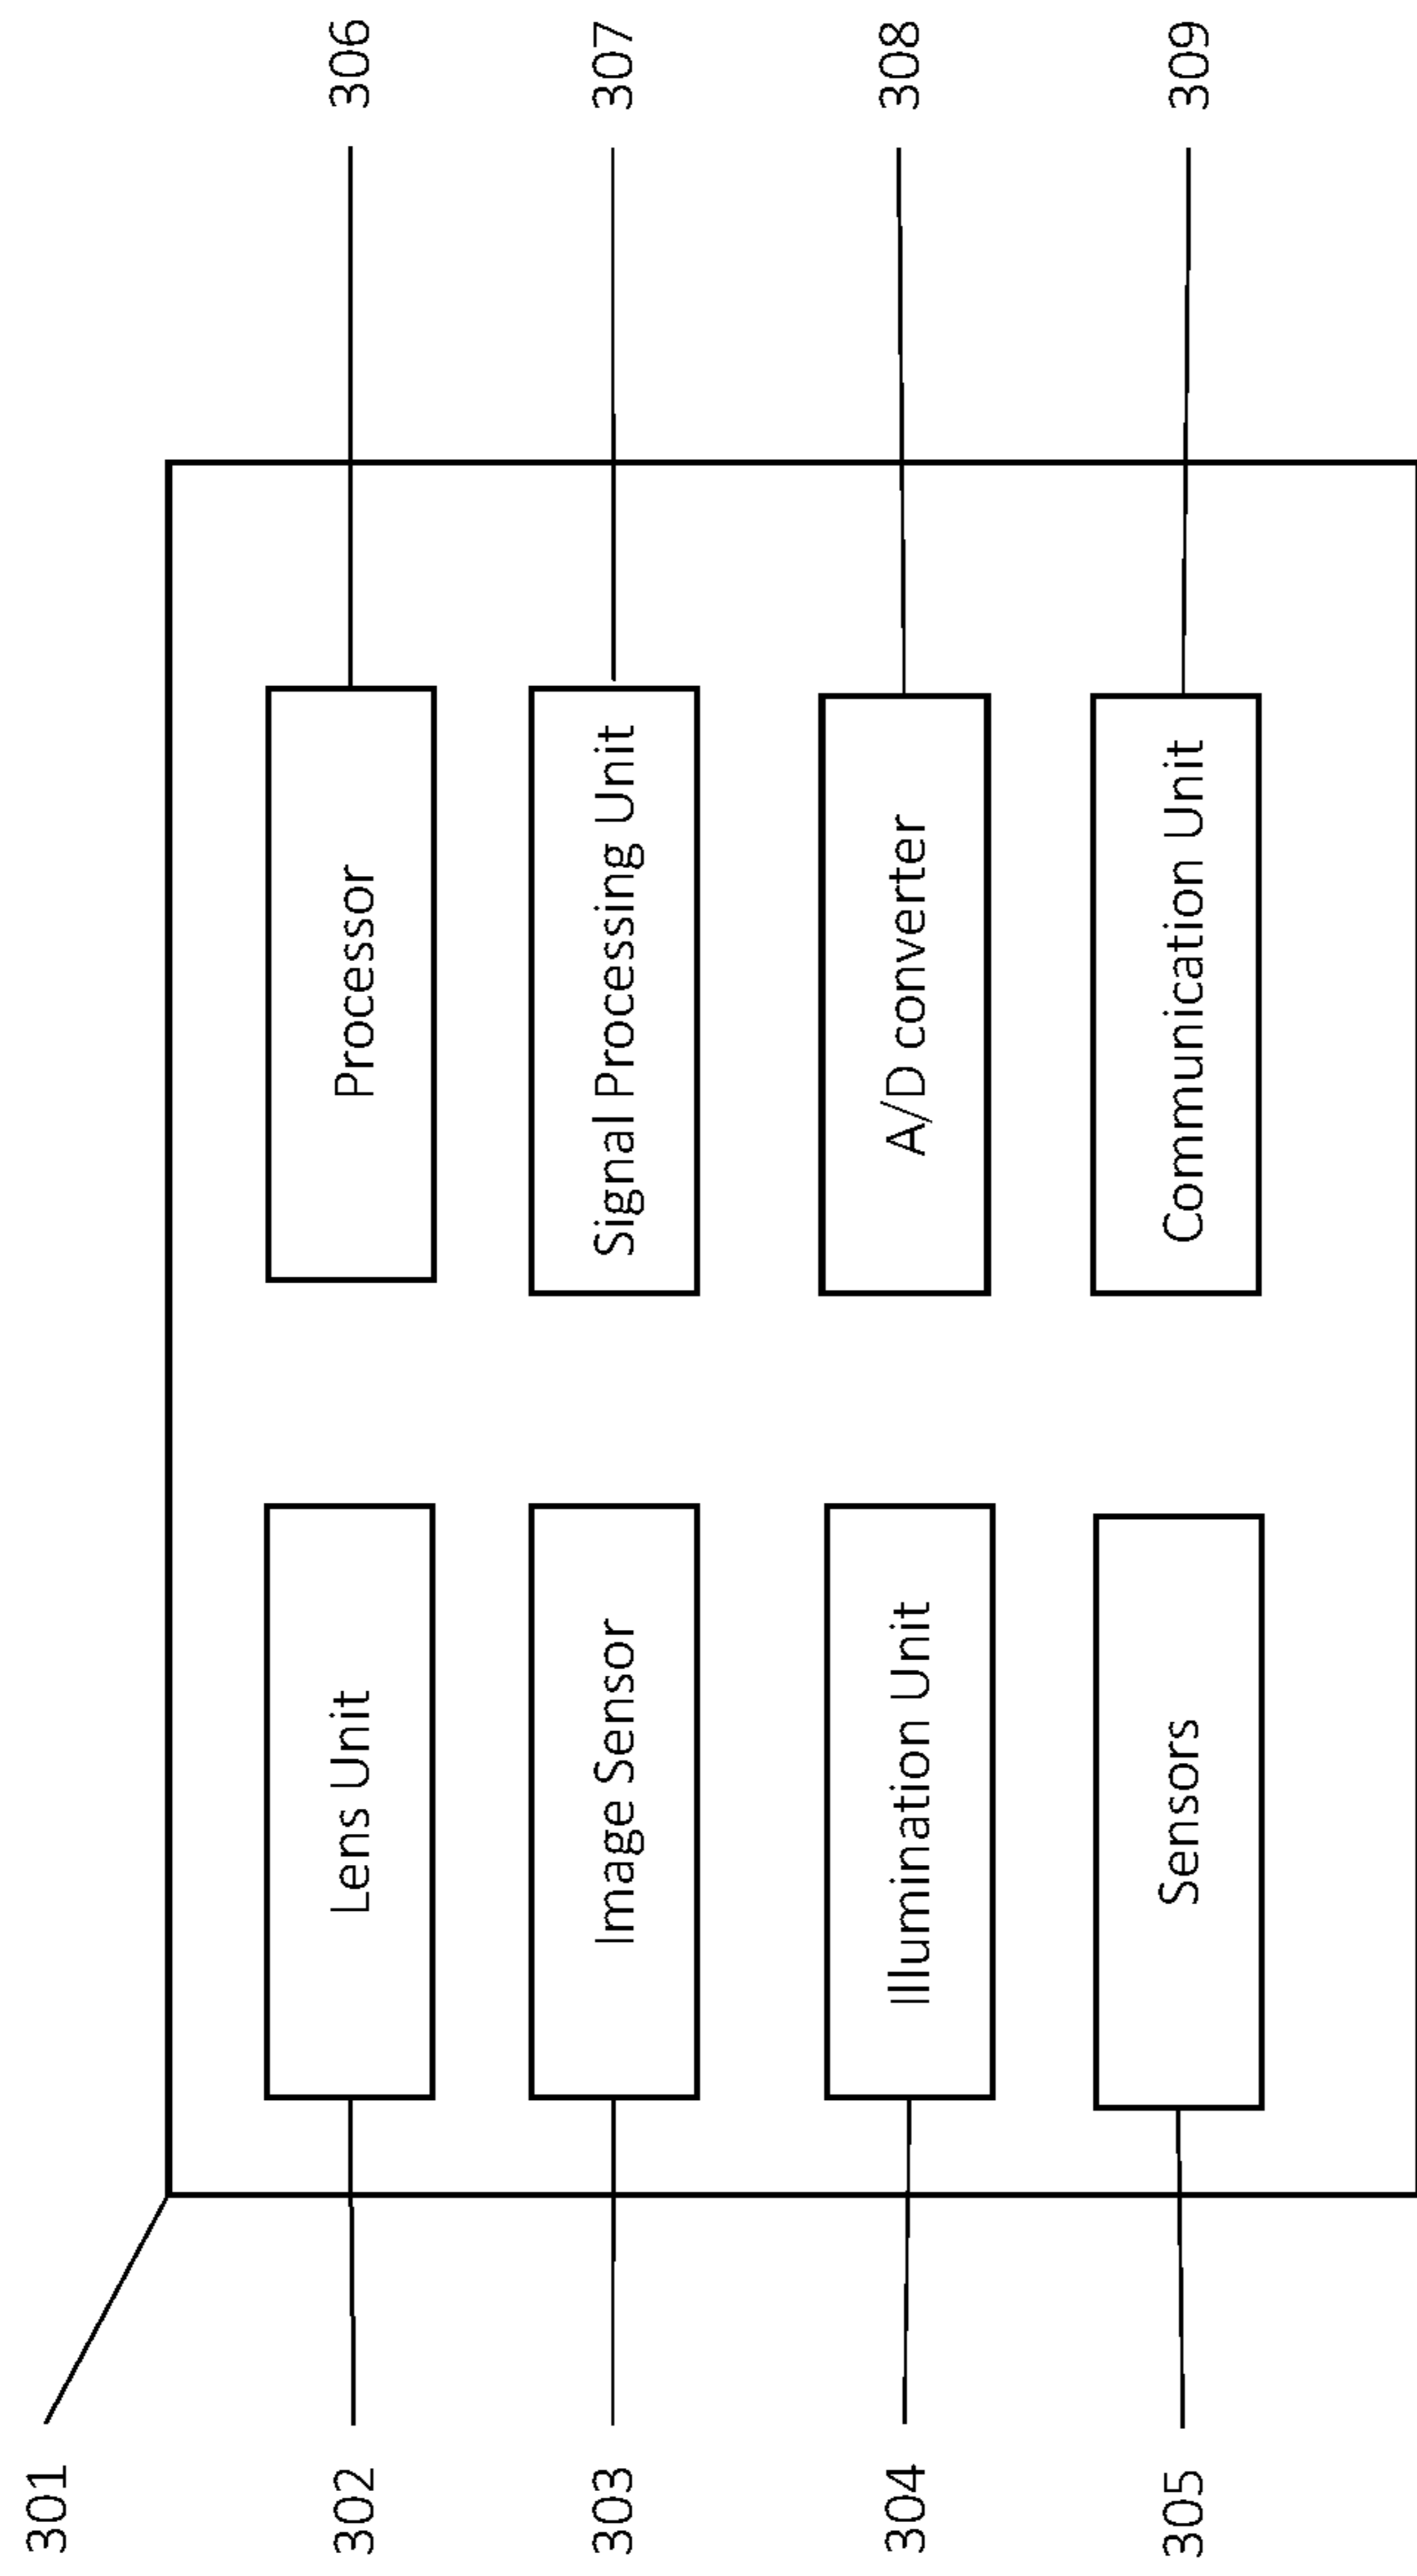 301
302
Lens Unit
Processor
306
303
Image Sensor
Signal Processing Unit
307
304
Illumination Unit
A/D converter
308
305
Sensors
Communication Unit
309